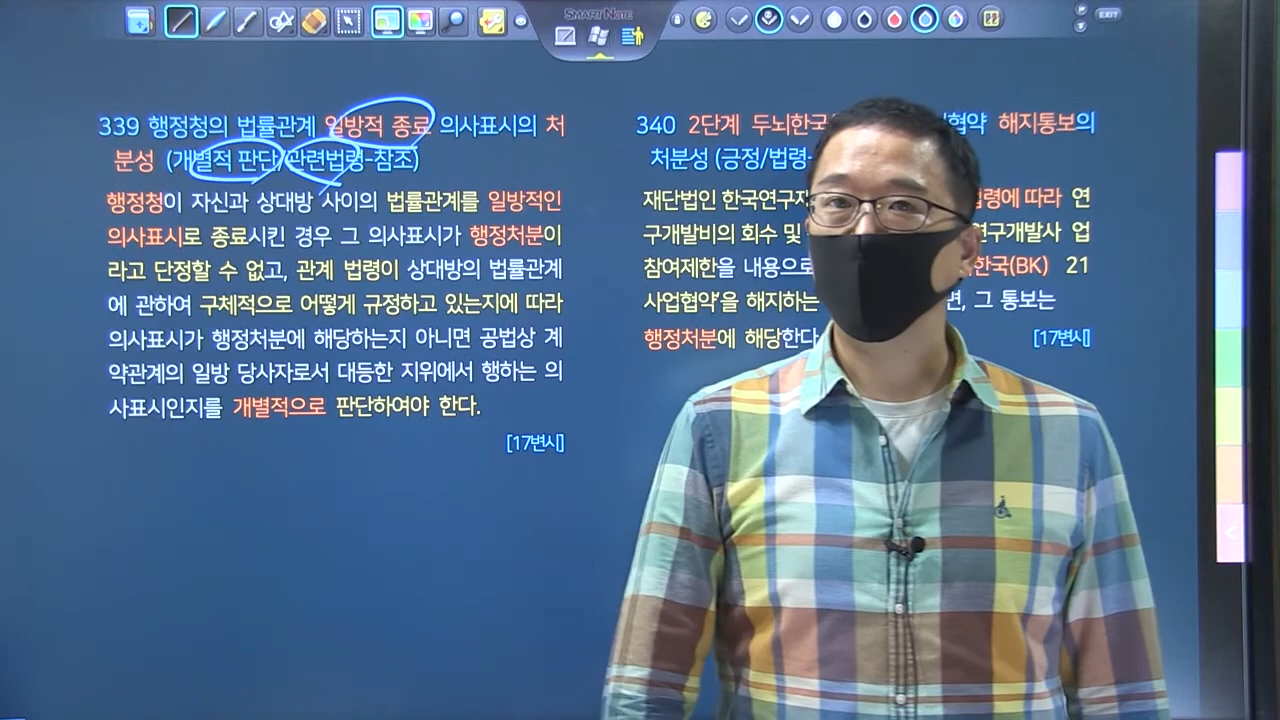 SMARTNOTE
EXIT
339 행정청의 법률관계 일방적 종료 의사표시의 처
분성 (개별적 판단/관련법령-참조)
행정청이 자신과 상대방 사이의 법률관계를 일방적인
의사표시로 종료시킨 경우 그 의사표시가 행정처분이
라고 단정할 수 없고, 관계 법령이 상대방의 법률관계
에 관하여 구체적으로 어떻게 규정하고 있는지에 따라
의사표시가 행정처분에 해당하는지 아니면 공법상 계
약관계의 일방 당사자로서 대등한 지위에서 행하는 의
사표시인지를 개별적으로 판단하여야 한다.
[17변시]
340 2단계 두뇌한국 협약 해지통보의
처분성 (긍정/법령-
재단법인 한국연구재 법령에 따라 연
구개발비의 회수 및 연구개발사 업
참여제한을 내용으로 한국(BK) 21
사업협약'을 해지하는 면, 그 통보는
행정처분에 해당한다
[17변시]